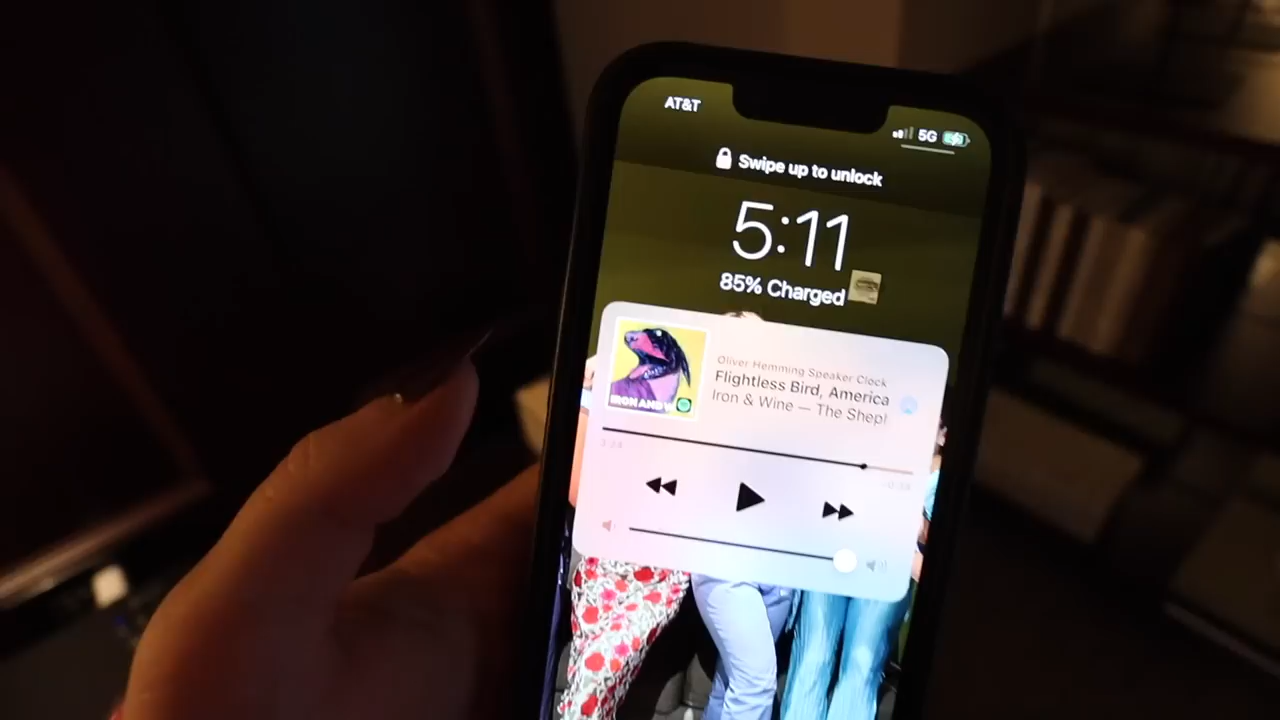 AT&T
5G
Swipe up to unlock
5:11
85% Charged
Oliver Hemming Speaker Clock
Flightless Bird, America
Iron & Wine — The Shep
IRON AND